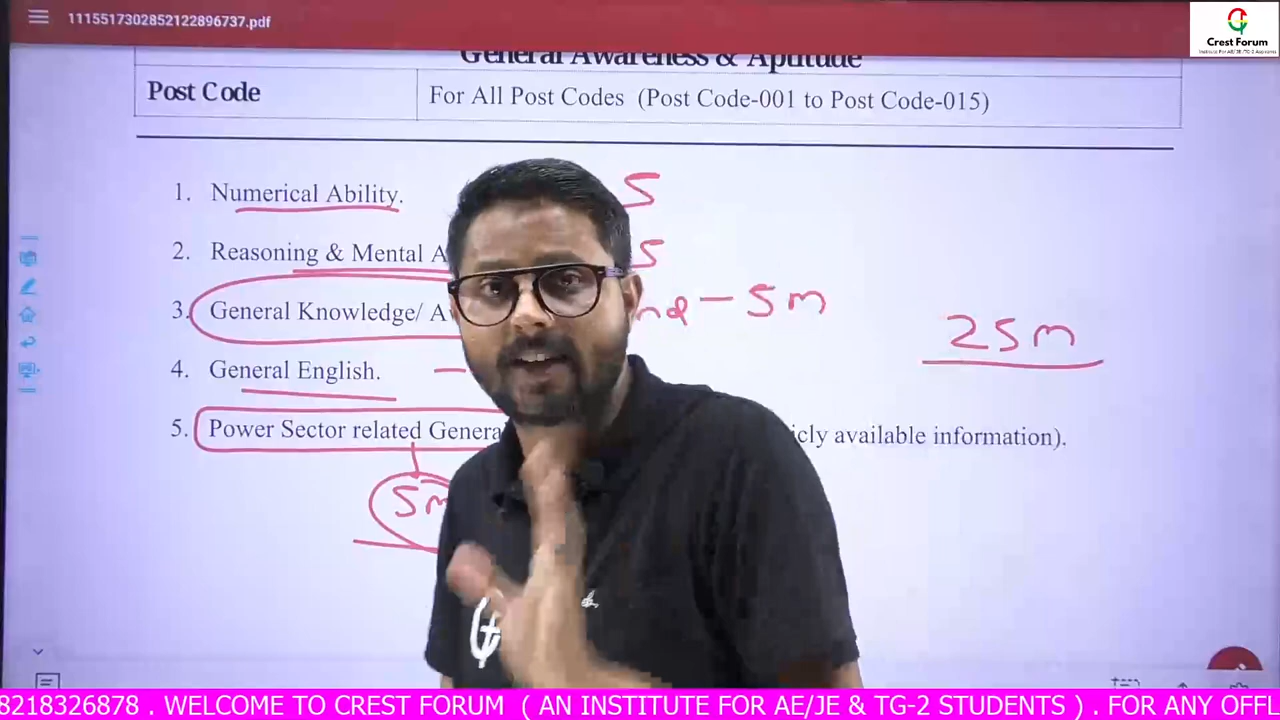 1115517302852122896737.pdf
Crest Forum
General Awareness & Aptitude
Post Code
For All Post Codes (Post Code-001 to Post Code-015)
1. Numerical Ability. 5
2. Reasoning & Mental A 5
3. General Knowledge/ A - 5m
25m
4. General English. -
5. Power Sector related Genera icly available information).
5m
8218326878 . WELCOME TO CREST FORUM ( AN INSTITUTE FOR AE/JE & TG-2 STUDENTS ) . FOR ANY OFFL